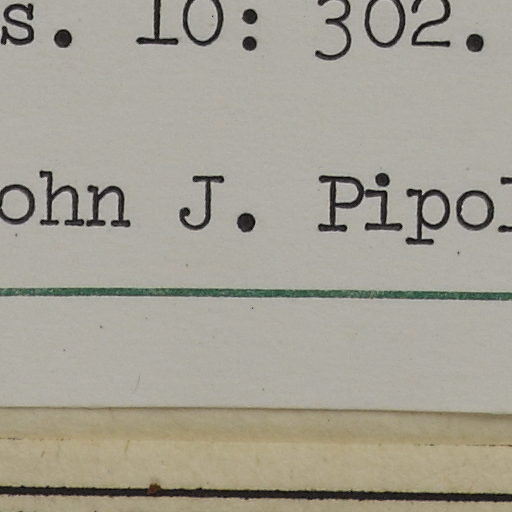 s. 10: 302.
ohn J. Pipol